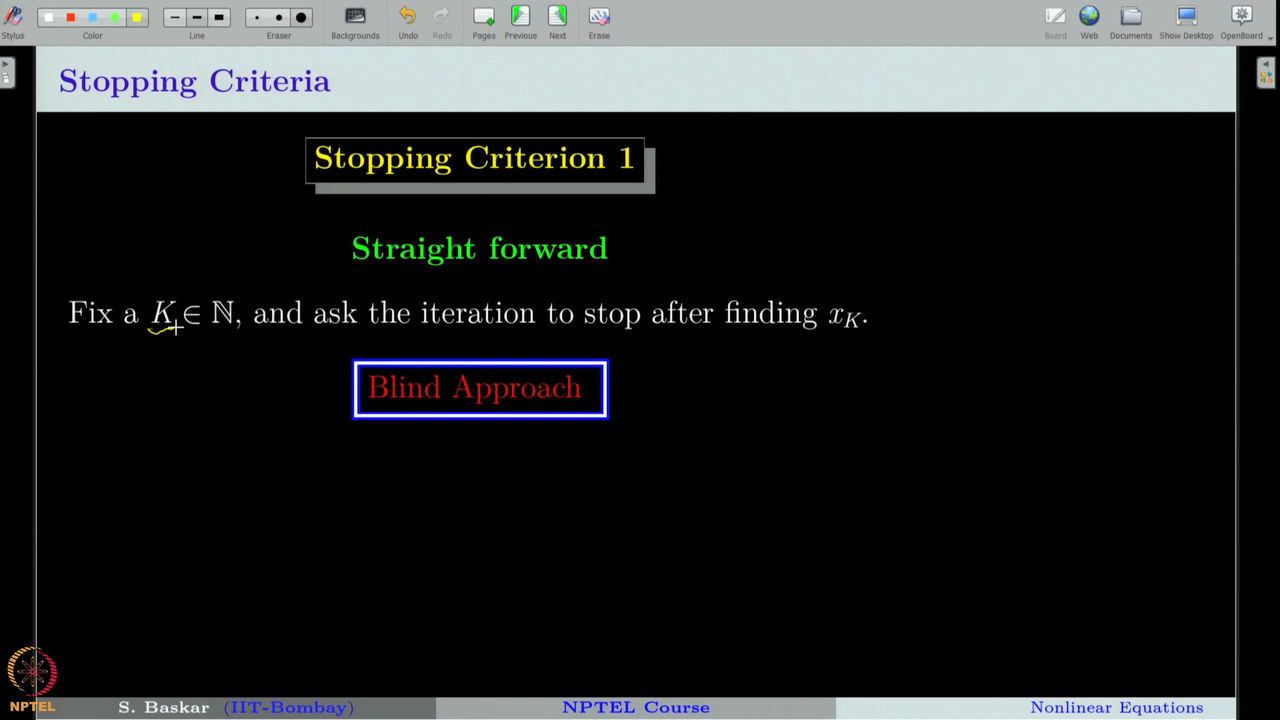 Stylus Color Line Eraser Backgrounds Undo Redo Pages Previous Next Erase Board Web Documents Show Desktop OpenBoard
Stopping Criteria
Stopping Criterion 1
Straight forward
Fix a K ∈ ℕ, and ask the iteration to stop after finding x_K.
Blind Approach
NPTEL
S. Baskar (IIT-Bombay) NPTEL Course Nonlinear Equations